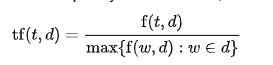 tf(t, d) = f(t, d) / max{f(w, d) : w ∈ d}